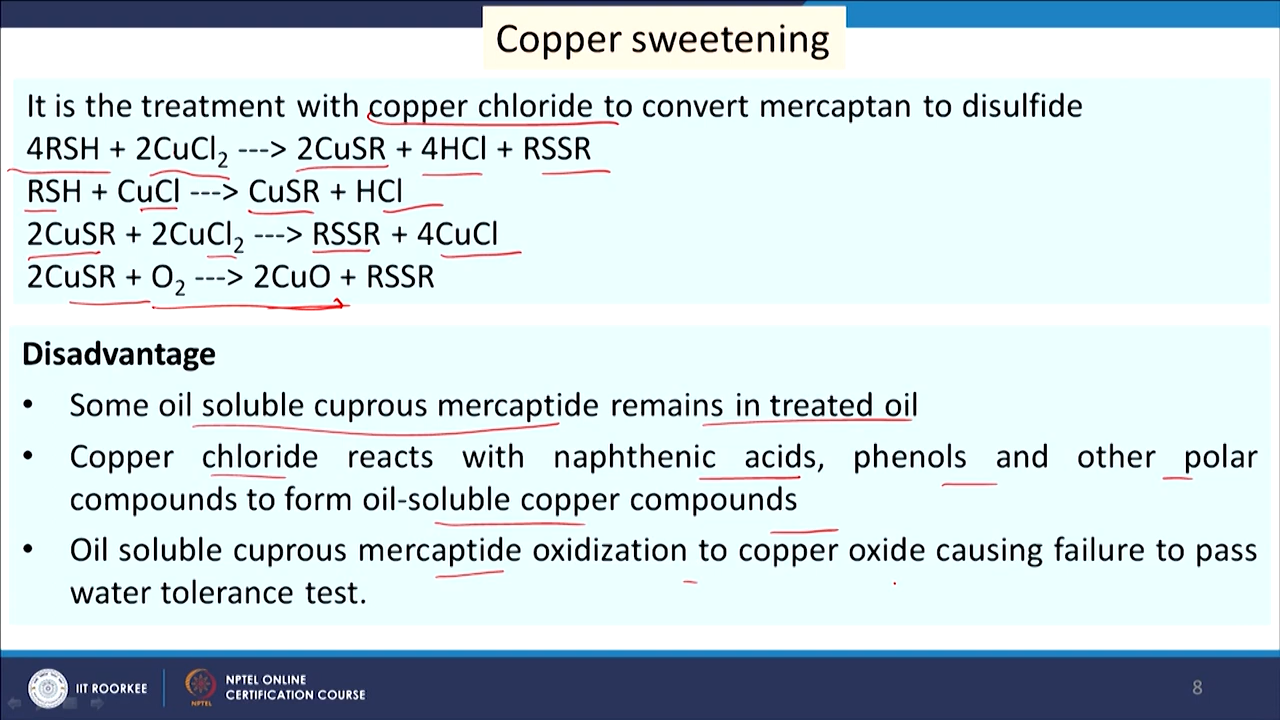 Copper sweetening
It is the treatment with copper chloride to convert mercaptan to disulfide
4RSH + 2CuCl₂ ---> 2CuSR + 4HCl + RSSR
RSH + CuCl ---> CuSR + HCl
2CuSR + 2CuCl₂ ---> RSSR + 4CuCl
2CuSR + O₂ ---> 2CuO + RSSR
Disadvantage
• Some oil soluble cuprous mercaptide remains in treated oil
• Copper chloride reacts with naphthenic acids, phenols and other polar
compounds to form oil-soluble copper compounds
• Oil soluble cuprous mercaptide oxidization to copper oxide causing failure to pass
water tolerance test.
IIT ROORKEE
NPTEL
NPTEL ONLINE
CERTIFICATION COURSE
8